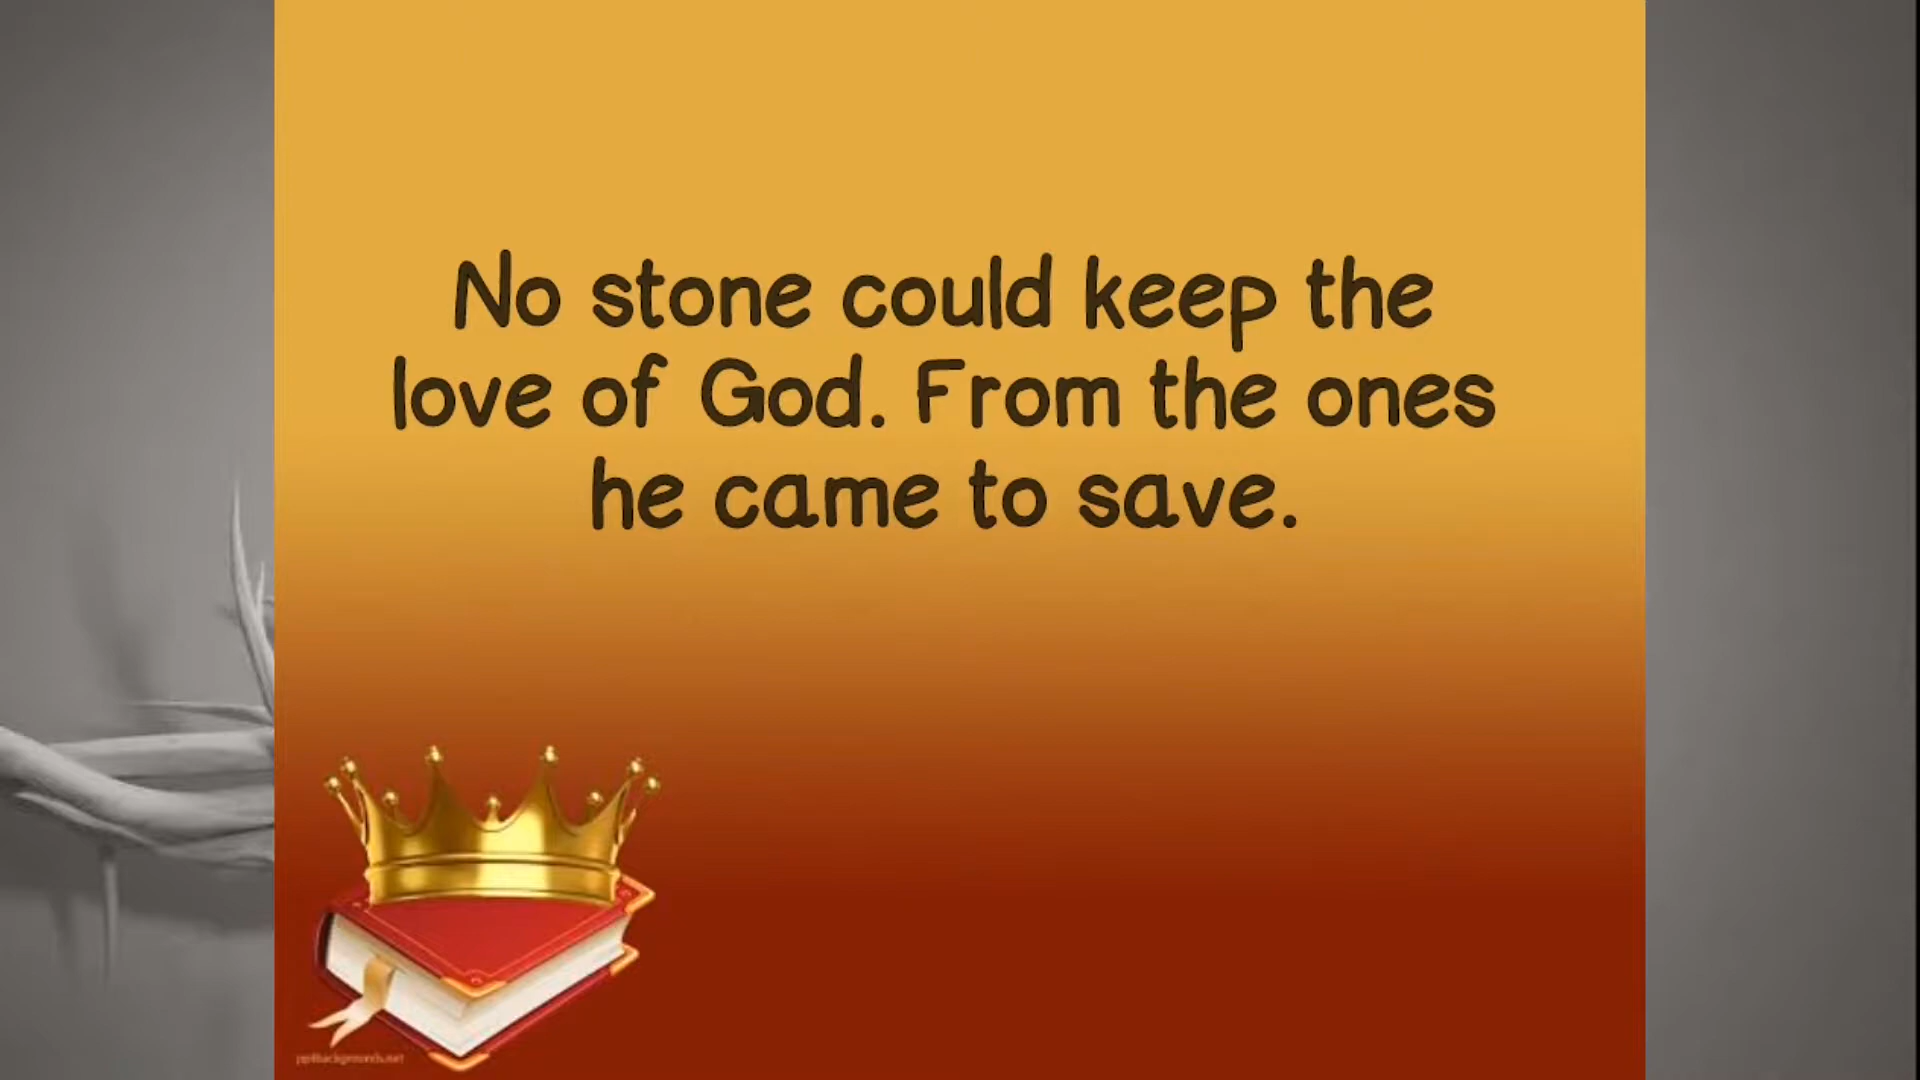 No stone could keep the
love of God. From the ones
he came to save.